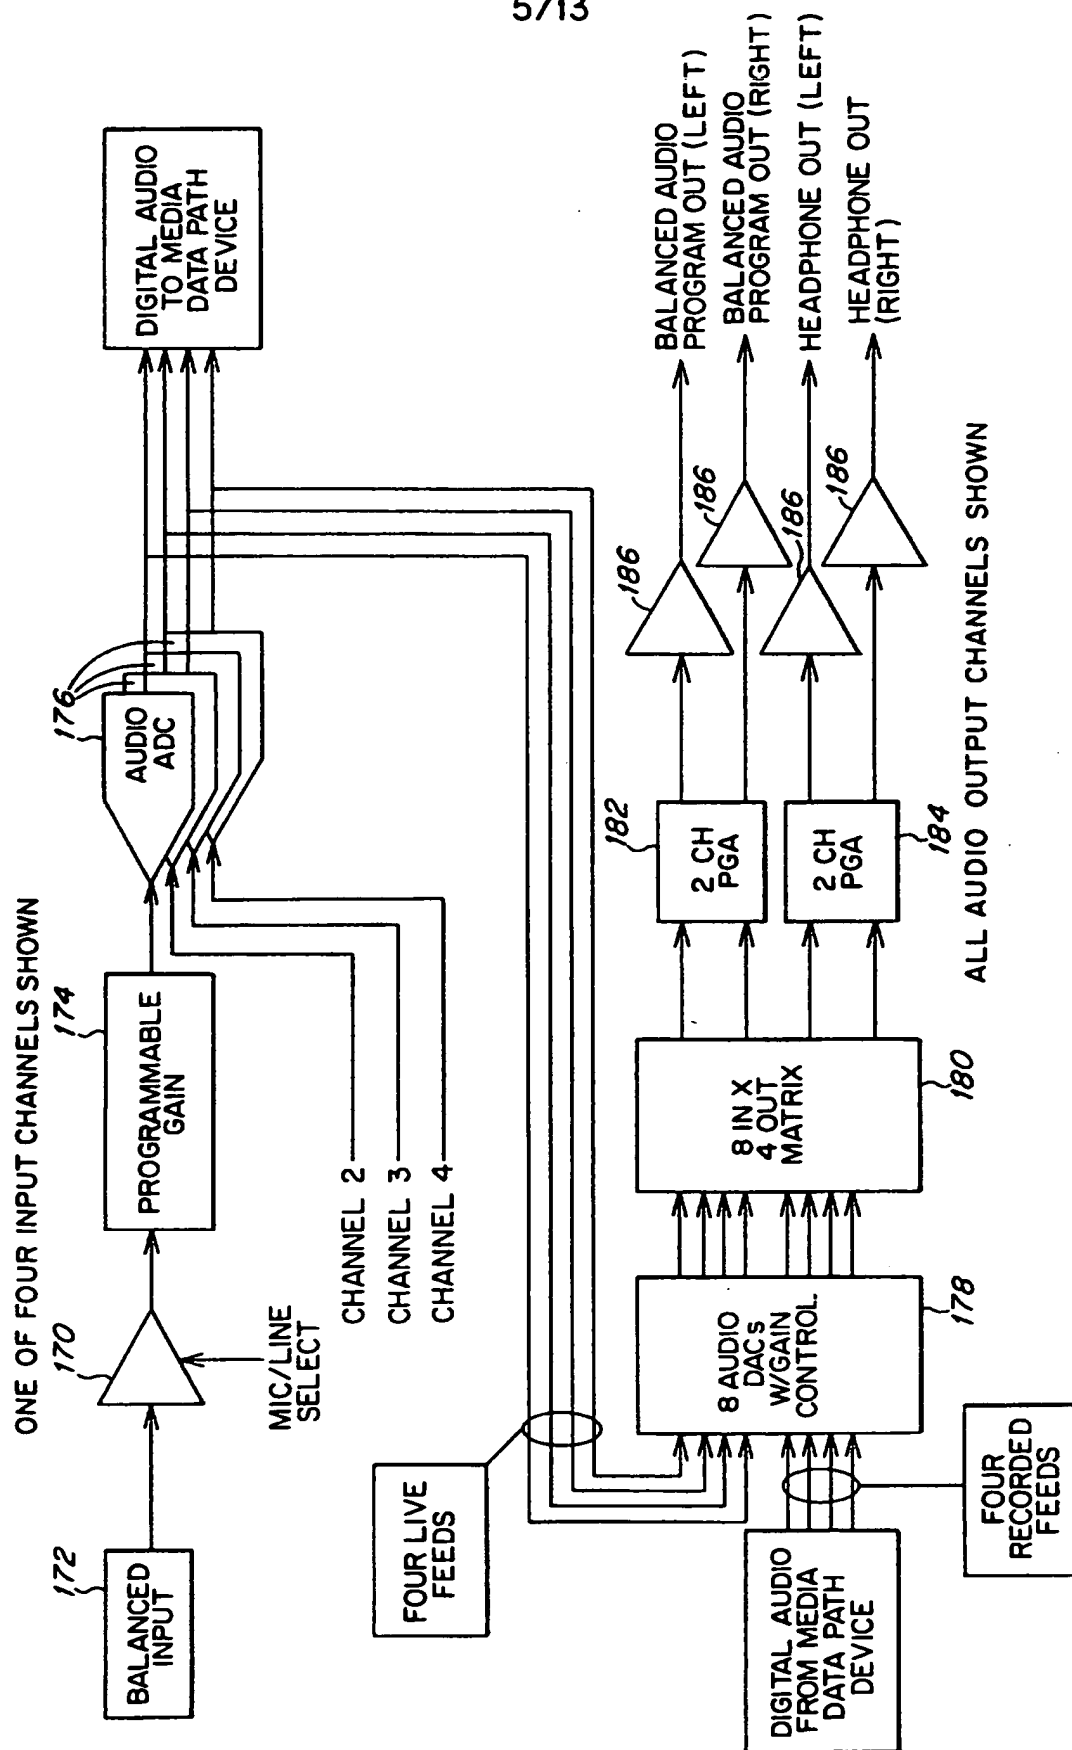 5/13
ONE OF FOUR INPUT CHANNELS SHOWN
172
BALANCED
INPUT
170
MIC/LINE
SELECT
174
PROGRAMMABLE
GAIN
176
AUDIO
ADC
176
DIGITAL AUDIO
TO MEDIA
DATA PATH
DEVICE
CHANNEL 2
CHANNEL 3
CHANNEL 4
FOUR LIVE
FEEDS
DIGITAL AUDIO
FROM MEDIA
DATA PATH
DEVICE
FOUR
RECORDED
FEEDS
8 AUDIO
DACs
W/GAIN
CONTROL
178
8 IN X
4 OUT
MATRIX
180
182
2 CH
PGA
2 CH
PGA
184
186
186
186
186
BALANCED AUDIO
PROGRAM OUT (LEFT)
BALANCED AUDIO
PROGRAM OUT (RIGHT)
HEADPHONE OUT (LEFT)
HEADPHONE OUT
(RIGHT)
ALL AUDIO OUTPUT CHANNELS SHOWN